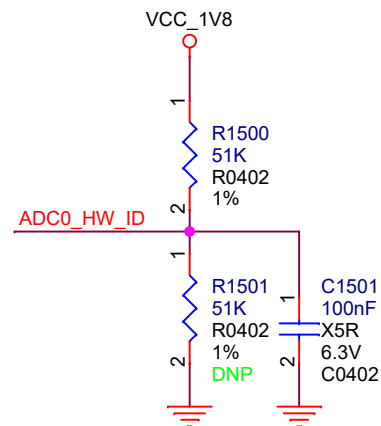 VCC_1V8
1
R1500
51K
R0402
1%
2
ADC0_HW_ID
1
R1501
51K
R0402
1%
DNP
2
C1501
100nF
X5R
6.3V
C0402
1
2